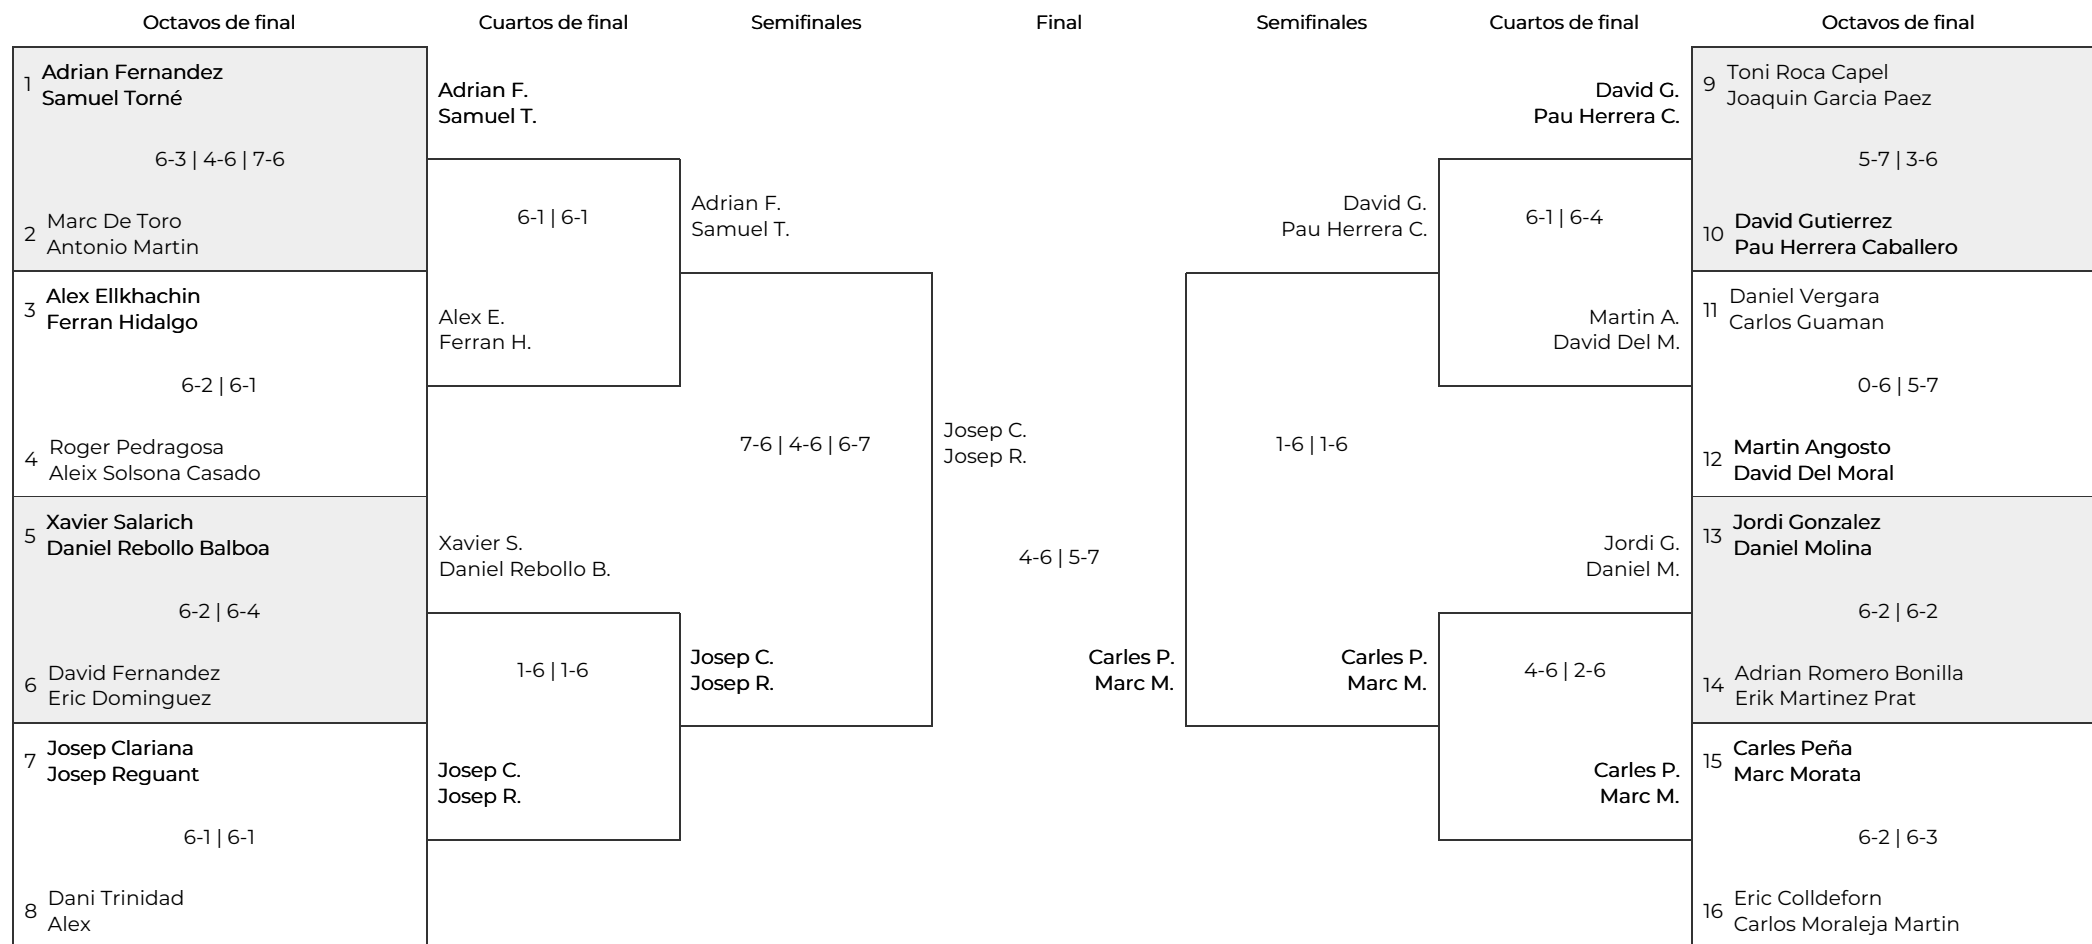 Octavos de final
Cuartos de final
Semifinales
Final
Semifinales
Cuartos de final
Octavos de final
1
Adrian Fernandez
Samuel Torné
6-3 | 4-6 | 7-6
2
Marc De Toro
Antonio Martin
3
Alex Ellkhachin
Ferran Hidalgo
6-2 | 6-1
4
Roger Pedragosa
Aleix Solsona Casado
5
Xavier Salarich
Daniel Rebollo Balboa
6-2 | 6-4
6
David Fernandez
Eric Dominguez
7
Josep Clariana
Josep Reguant
6-1 | 6-1
8
Dani Trinidad
Alex
Adrian F.
Samuel T.
6-1 | 6-1
Alex E.
Ferran H.
Xavier S.
Daniel Rebollo B.
1-6 | 1-6
Josep C.
Josep R.
Adrian F.
Samuel T.
7-6 | 4-6 | 6-7
Josep C.
Josep R.
Josep C.
Josep R.
4-6 | 5-7
Carles P.
Marc M.
David G.
Pau Herrera C.
1-6 | 1-6
Carles P.
Marc M.
David G.
Pau Herrera C.
6-1 | 6-4
Martin A.
David Del M.
Jordi G.
Daniel M.
4-6 | 2-6
Carles P.
Marc M.
9
Toni Roca Capel
Joaquin Garcia Paez
5-7 | 3-6
10
David Gutierrez
Pau Herrera Caballero
11
Daniel Vergara
Carlos Guaman
0-6 | 5-7
12
Martin Angosto
David Del Moral
13
Jordi Gonzalez
Daniel Molina
6-2 | 6-2
14
Adrian Romero Bonilla
Erik Martinez Prat
15
Carles Peña
Marc Morata
6-2 | 6-3
16
Eric Colldeforn
Carlos Moraleja Martin